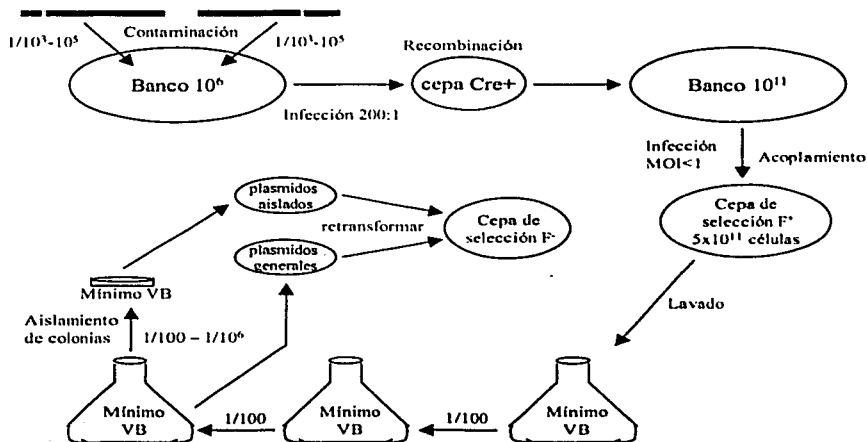 Contaminación
1/10³-10⁵
1/10³-10⁵
Banco 10⁶
Infección 200:1
Recombinación
cepa Cre+
Banco 10¹¹
Infección
MOI<1
Acoplamiento
Cepa de
selección F⁺
5x10¹¹ células
Lavado
plasmidos
aislados
retransformar
plasmidos
generales
Cepa de
selección F⁻
Mínimo VB
Aislamiento
de colonias
1/100 – 1/10⁶
Mínimo
VB
1/100
Mínimo
VB
1/100
Mínimo
VB